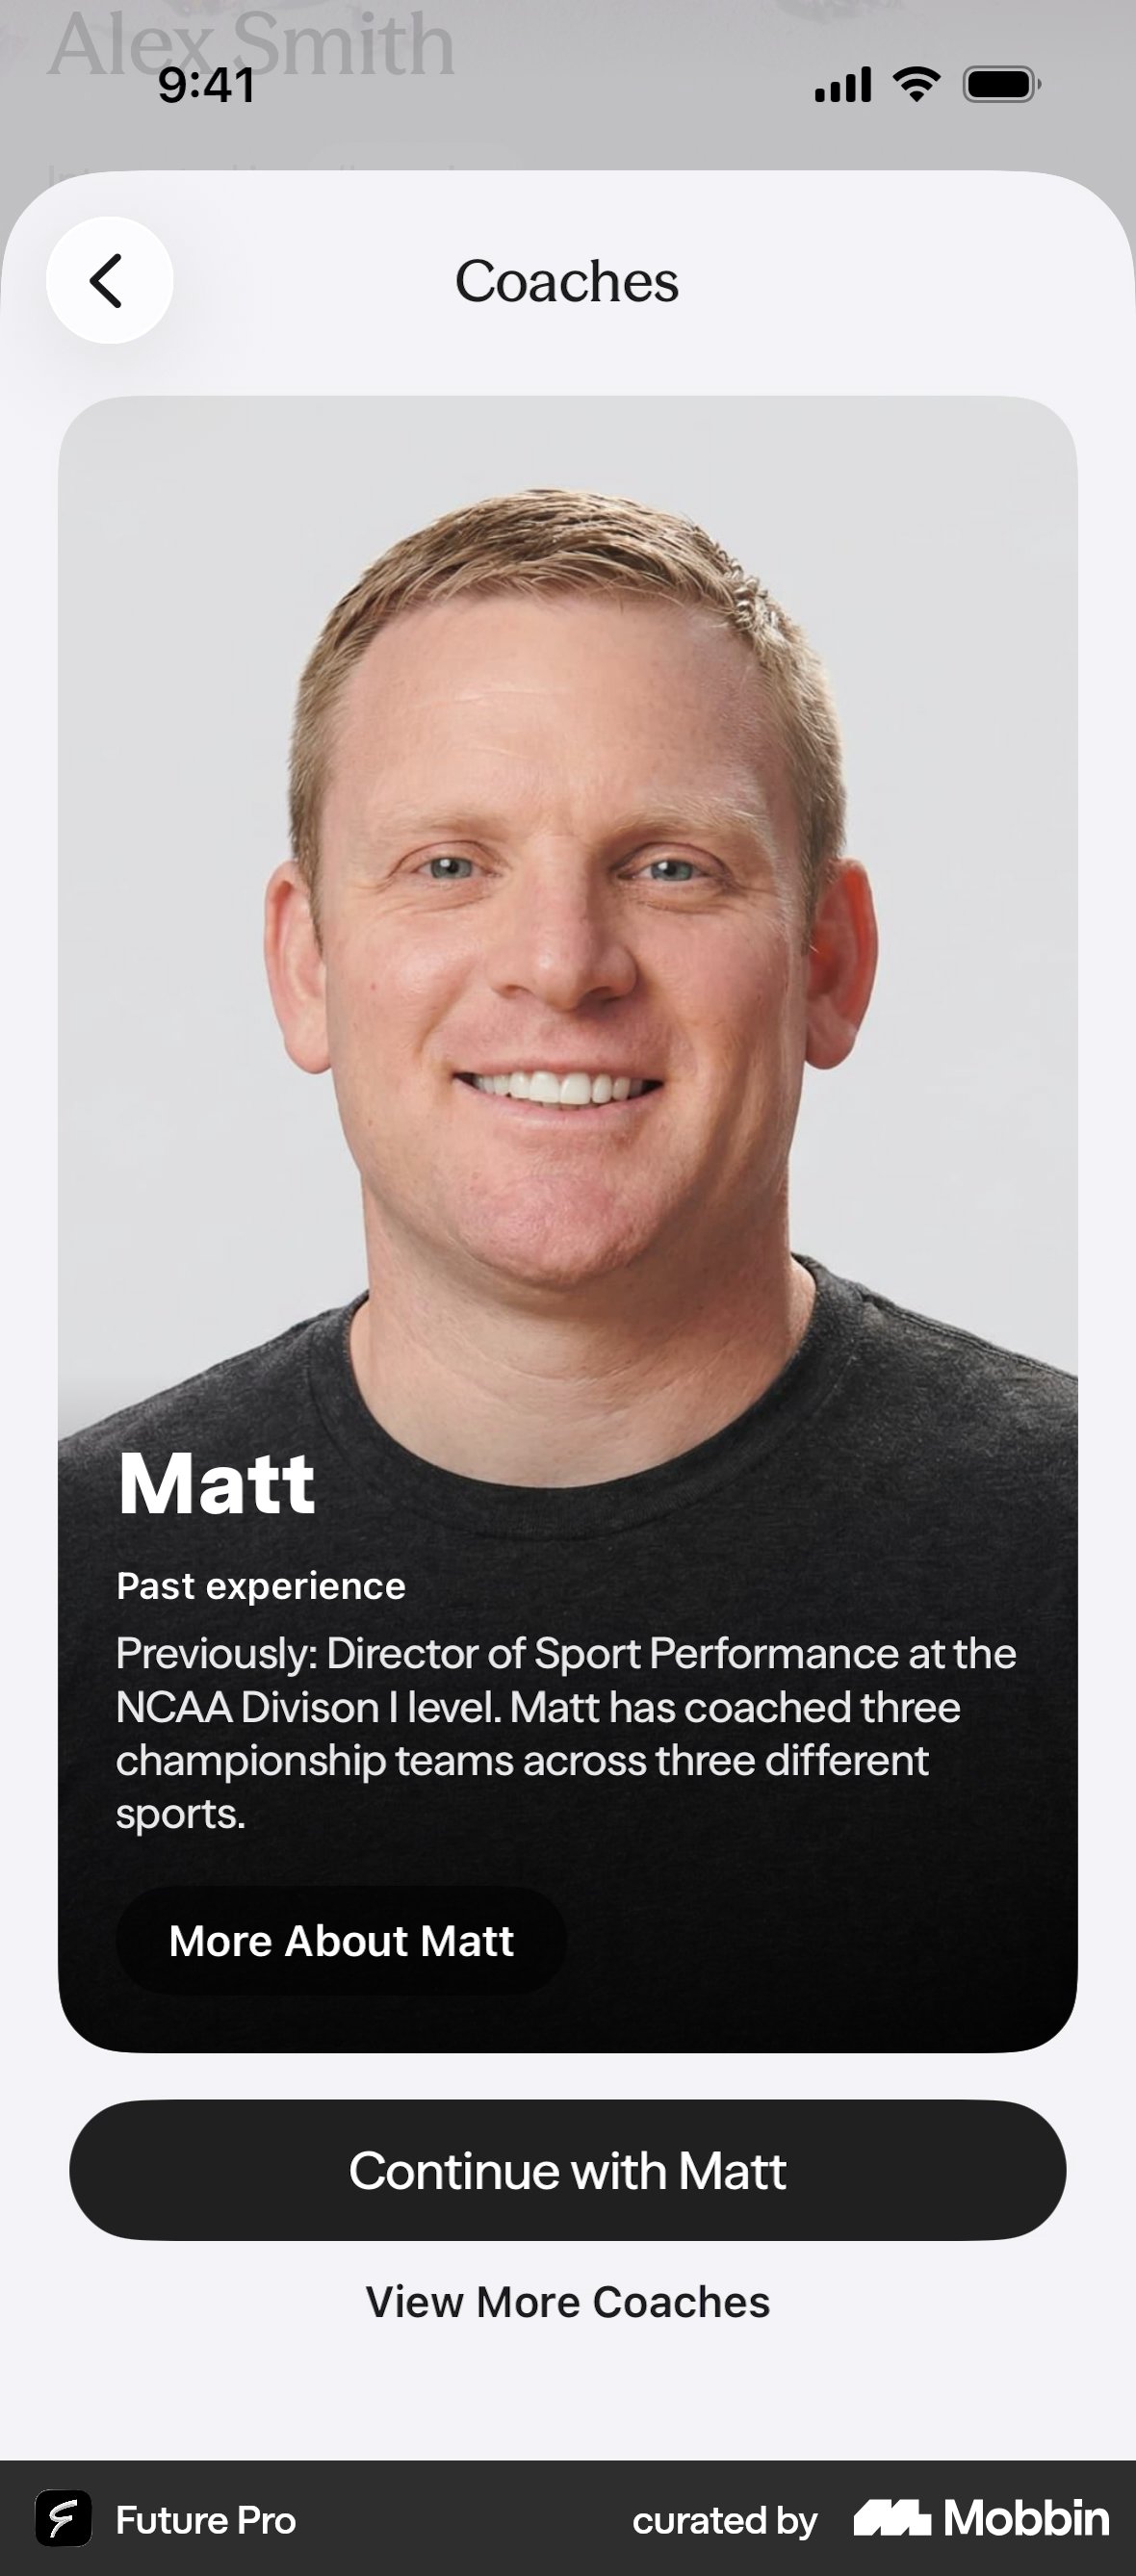 Alex Smith
9:41
Coaches
Matt
Past experience
Previously: Director of Sport Performance at the
NCAA Divison I level. Matt has coached three
championship teams across three different
sports.
More About Matt
Continue with Matt
View More Coaches
Future Pro
curated by Mobbin